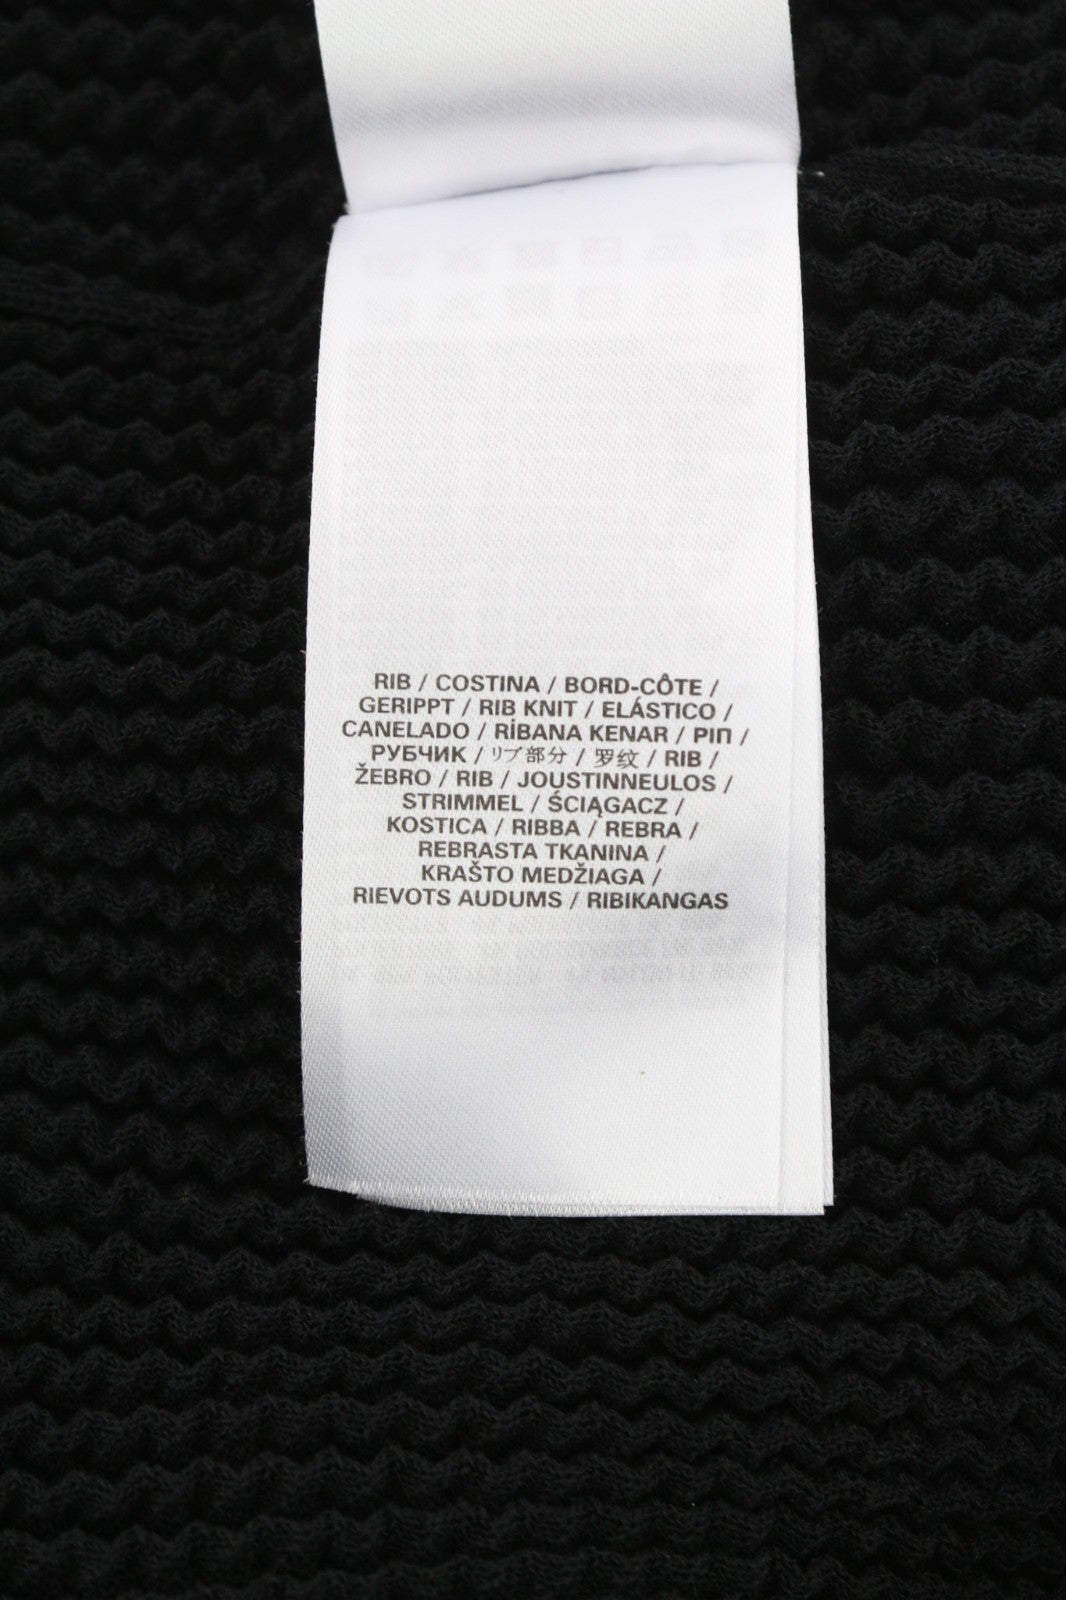 RIB / COSTINA / BORD-CÔTE /
GERIPPT / RIB KNIT / ELÁSTICO /
CANELADO / RİBANA KENAR / РІП /
РУБЧИК / リブ部分 / 罗纹 / RIB /
ŽEBRO / RIB / JOUSTINNEULOS /
STRIMMEL / ŚCIĄGACZ /
KOSTICA / RIBBA / REBRA /
REBRASTA TKANINA /
KRAŠTO MEDŽIAGA /
RIEVOTS AUDUMS / RIBIKANGAS